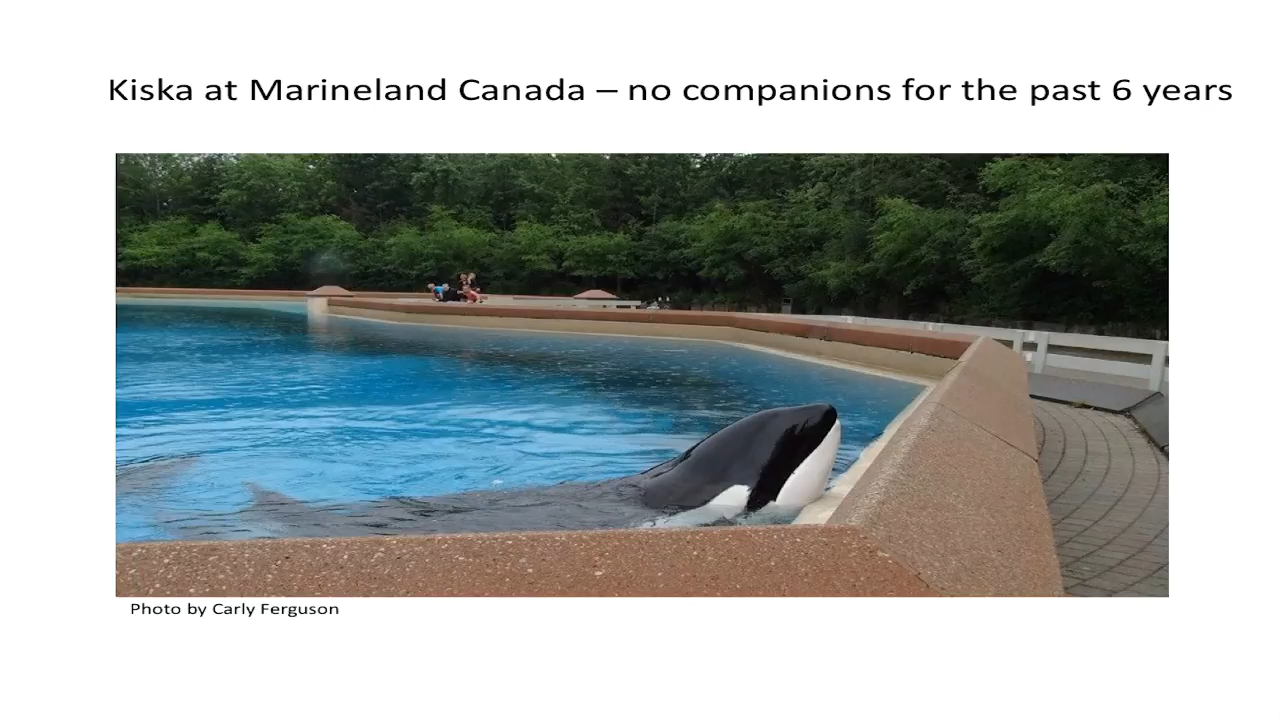 Kiska at Marineland Canada – no companions for the past 6 years
Photo by Carly Ferguson